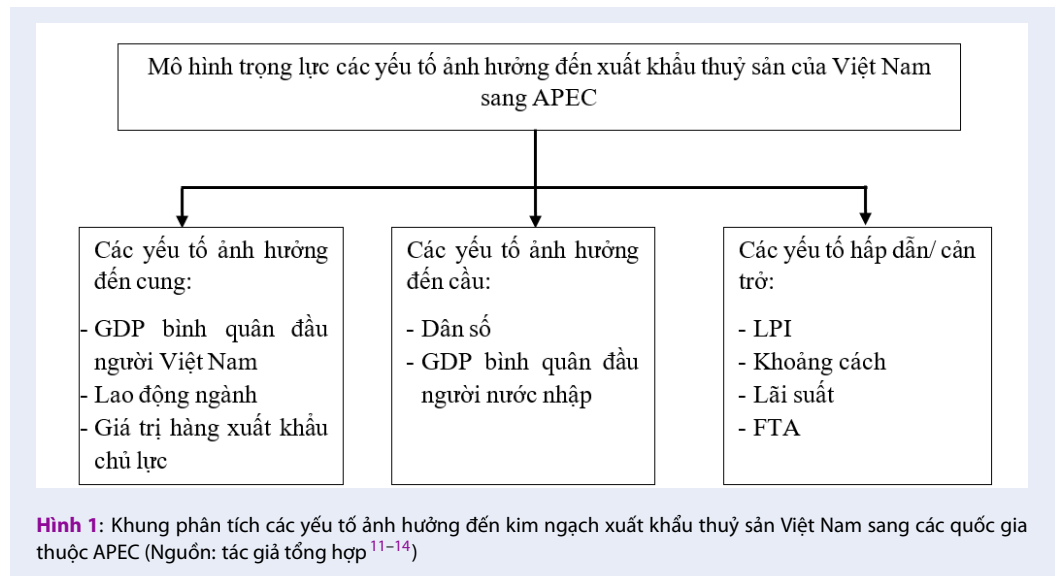 Mô hình trọng lực các yếu tố ảnh hưởng đến xuất khẩu thuỷ sản của Việt Nam
sang APEC
Các yếu tố ảnh hưởng
đến cung:
- GDP bình quân đầu
người Việt Nam
- Lao động ngành
- Giá trị hàng xuất khẩu
chủ lực
Các yếu tố ảnh hưởng
đến cầu:
- Dân số
- GDP bình quân đầu
người nước nhập
Các yếu tố hấp dẫn/ cản
trở:
- LPI
- Khoảng cách
- Lãi suất
- FTA
Hình 1: Khung phân tích các yếu tố ảnh hưởng đến kim ngạch xuất khẩu thuỷ sản Việt Nam sang các quốc gia
thuộc APEC (Nguồn: tác giả tổng hợp 11–14)